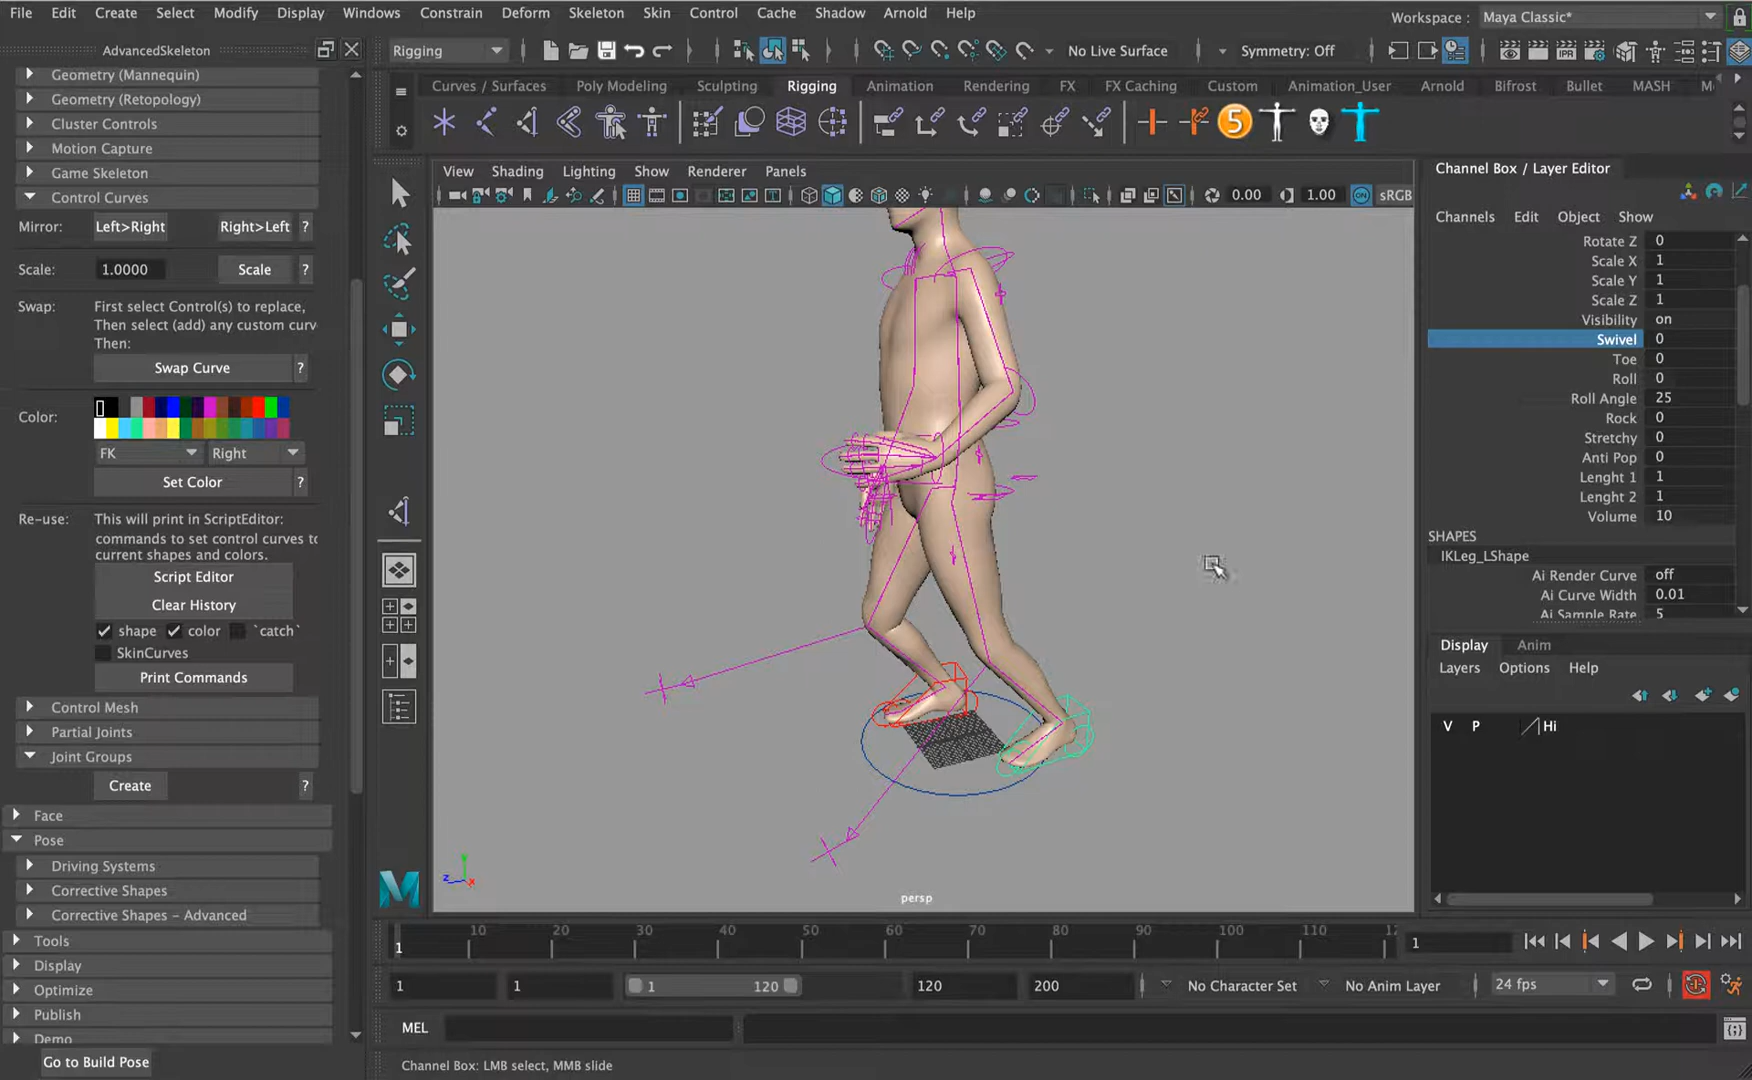 File Edit Create Select Modify Display Windows Constrain Deform Skeleton Skin Control Cache Shadow Arnold Help
Workspace : Maya Classic*
AdvancedSkeleton
Rigging
No Live Surface
Symmetry: Off
Geometry (Mannequin)
Geometry (Retopology)
Cluster Controls
Motion Capture
Game Skeleton
Control Curves
Mirror: Left>Right Right>Left ?
Scale: 1.0000 Scale ?
Swap: First select Control(s) to replace,
Then select (add) any custom curv
Then:
Swap Curve ?
Color:
FK Right
Set Color ?
Re-use: This will print in ScriptEditor:
commands to set control curves to
current shapes and colors.
Script Editor
Clear History
shape color `catch`
SkinCurves
Print Commands
Control Mesh
Partial Joints
Joint Groups
Create ?
Face
Pose
Driving Systems
Corrective Shapes
Corrective Shapes - Advanced
Tools
Display
Optimize
Publish
Demo
Go to Build Pose
Curves / Surfaces Poly Modeling Sculpting Rigging Animation Rendering FX FX Caching Custom Animation_User Arnold Bifrost Bullet MASH
5
View Shading Lighting Show Renderer Panels
0.00 1.00 ON sRGB
persp
z y x
M
Channel Box / Layer Editor
Channels Edit Object Show
Rotate Z 0
Scale X 1
Scale Y 1
Scale Z 1
Visibility on
Swivel 0
Toe 0
Roll 0
Roll Angle 25
Rock 0
Stretchy 0
Anti Pop 0
Lenght 1 1
Lenght 2 1
Volume 10
SHAPES
IKLeg_LShape
Ai Render Curve off
Ai Curve Width 0.01
Ai Sample Rate 5
Display Anim
Layers Options Help
V P Hi
1 10 20 30 40 50 60 70 80 90 100 110
1
1 1 1 120 120 200
No Character Set No Anim Layer 24 fps
MEL
Channel Box: LMB select, MMB slide